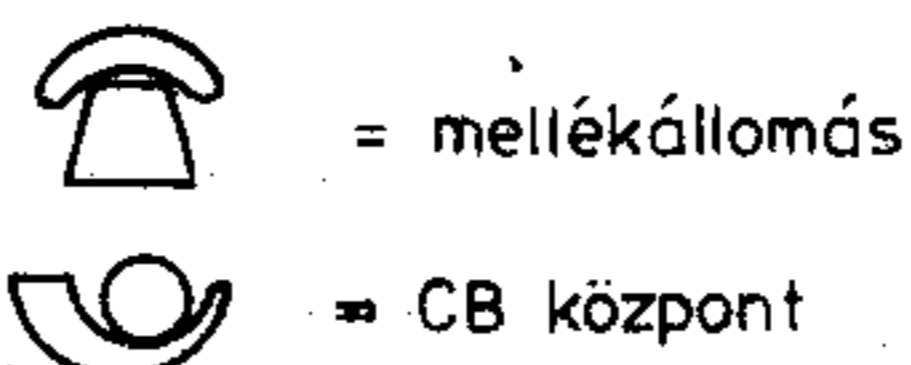 = mellékállomás
= CB központ